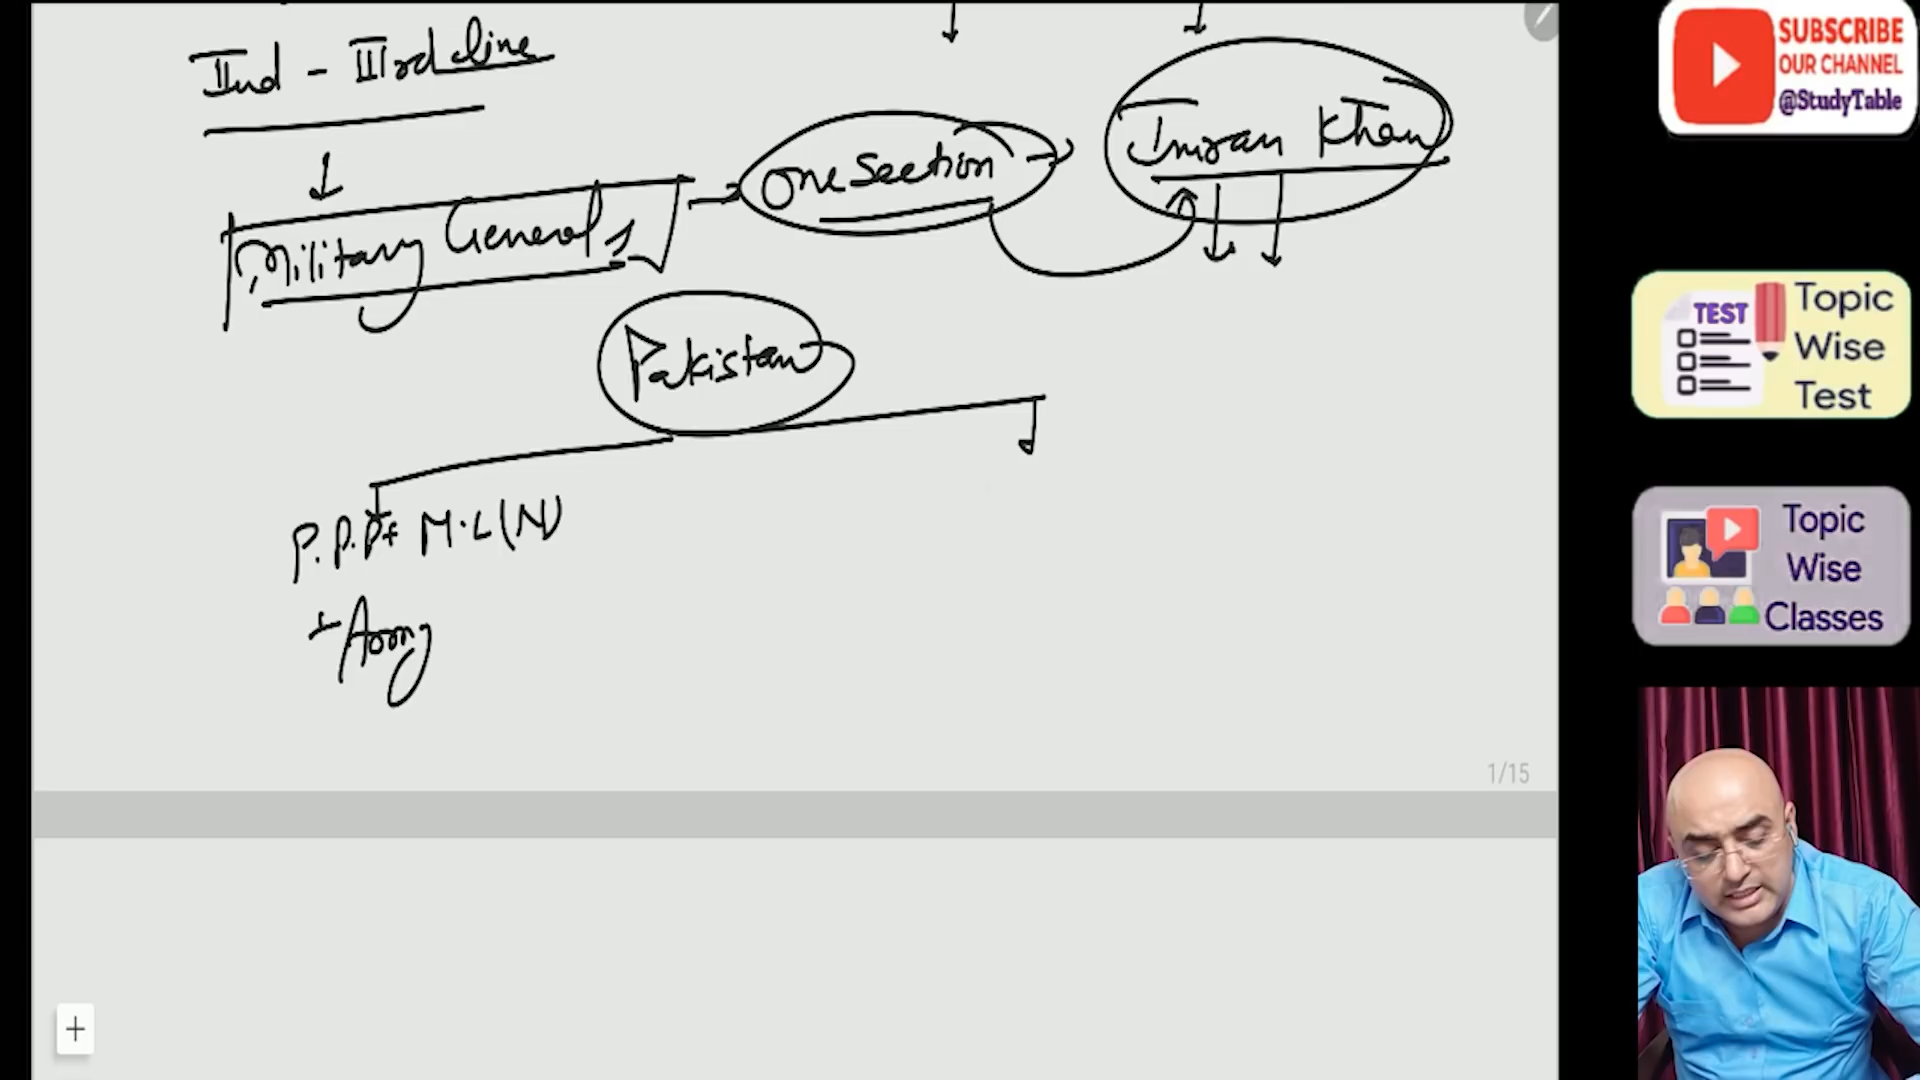 IInd - IIIrd line
Military Generals
One Section
Imran Khan
Pakistan
P.P.P + M.L(N)
+ Army
1/15
+
SUBSCRIBE
OUR CHANNEL
@StudyTable
TEST
Topic
Wise
Test
Topic
Wise
Classes